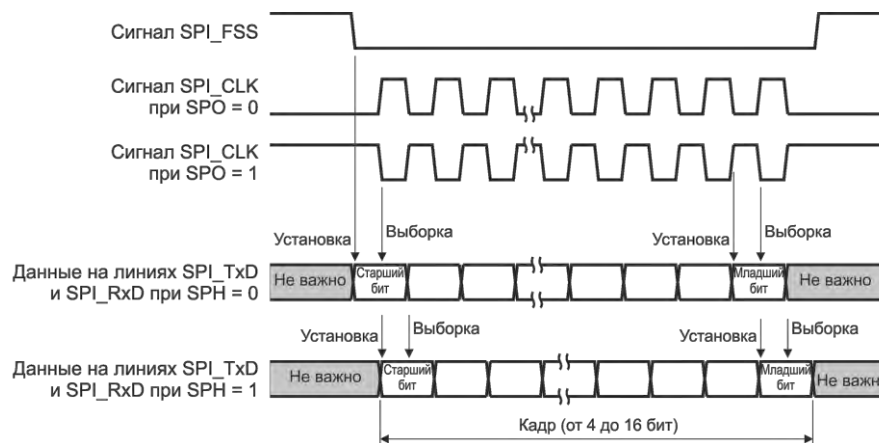 Сигнал SPI_FSS
Сигнал SPI_CLK
при SPO = 0
Сигнал SPI_CLK
при SPO = 1
Установка
Выборка
Установка
Выборка
Данные на линиях SPI_TxD
и SPI_RxD при SPH = 0
Не важно
Старший
бит
Младший
бит
Не важно
Установка
Выборка
Установка
Выборка
Данные на линиях SPI_TxD
и SPI_RxD при SPH = 1
Не важно
Старший
бит
Младший
бит
Не важн
Кадр (от 4 до 16 бит)